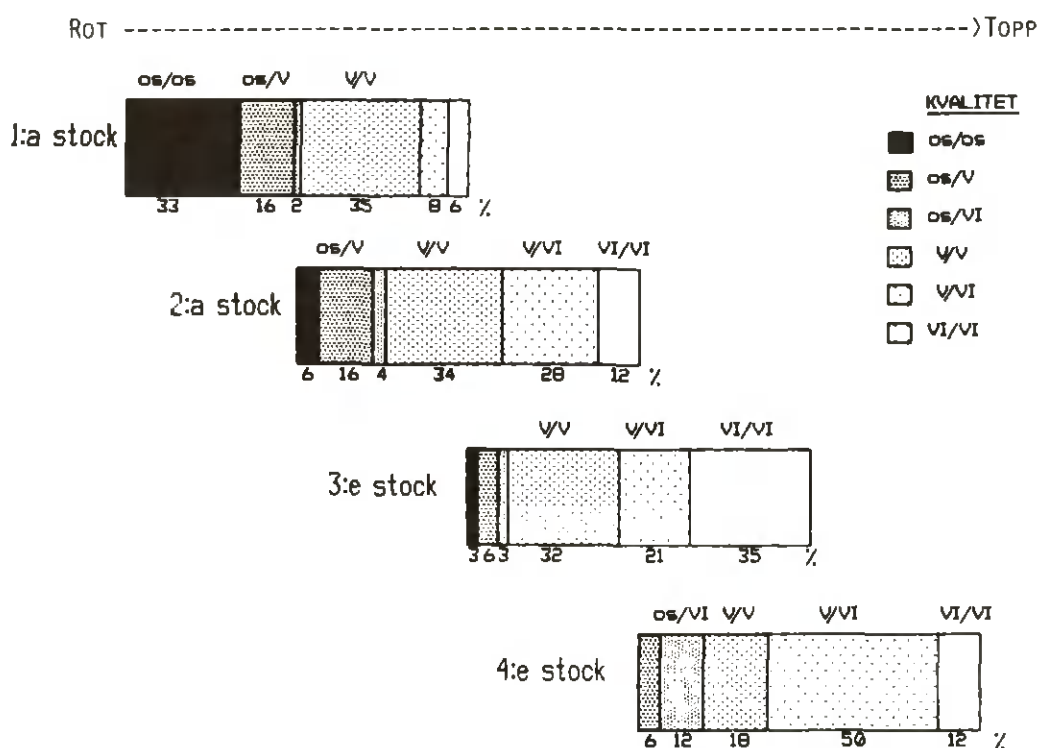 ROT ----------------------------------------------------> TOPP
os/os os/V V/V
1:a stock
33 16 2 35 8 6 %
os/V V/V V/VI VI/VI
2:a stock
6 16 4 34 28 12 %
V/V V/VI VI/VI
3:e stock
3 6 3 32 21 35 %
os/VI V/V V/VI VI/VI
4:e stock
6 12 18 50 12 %
KVALITET
os/os
os/V
os/VI
V/V
V/VI
VI/VI